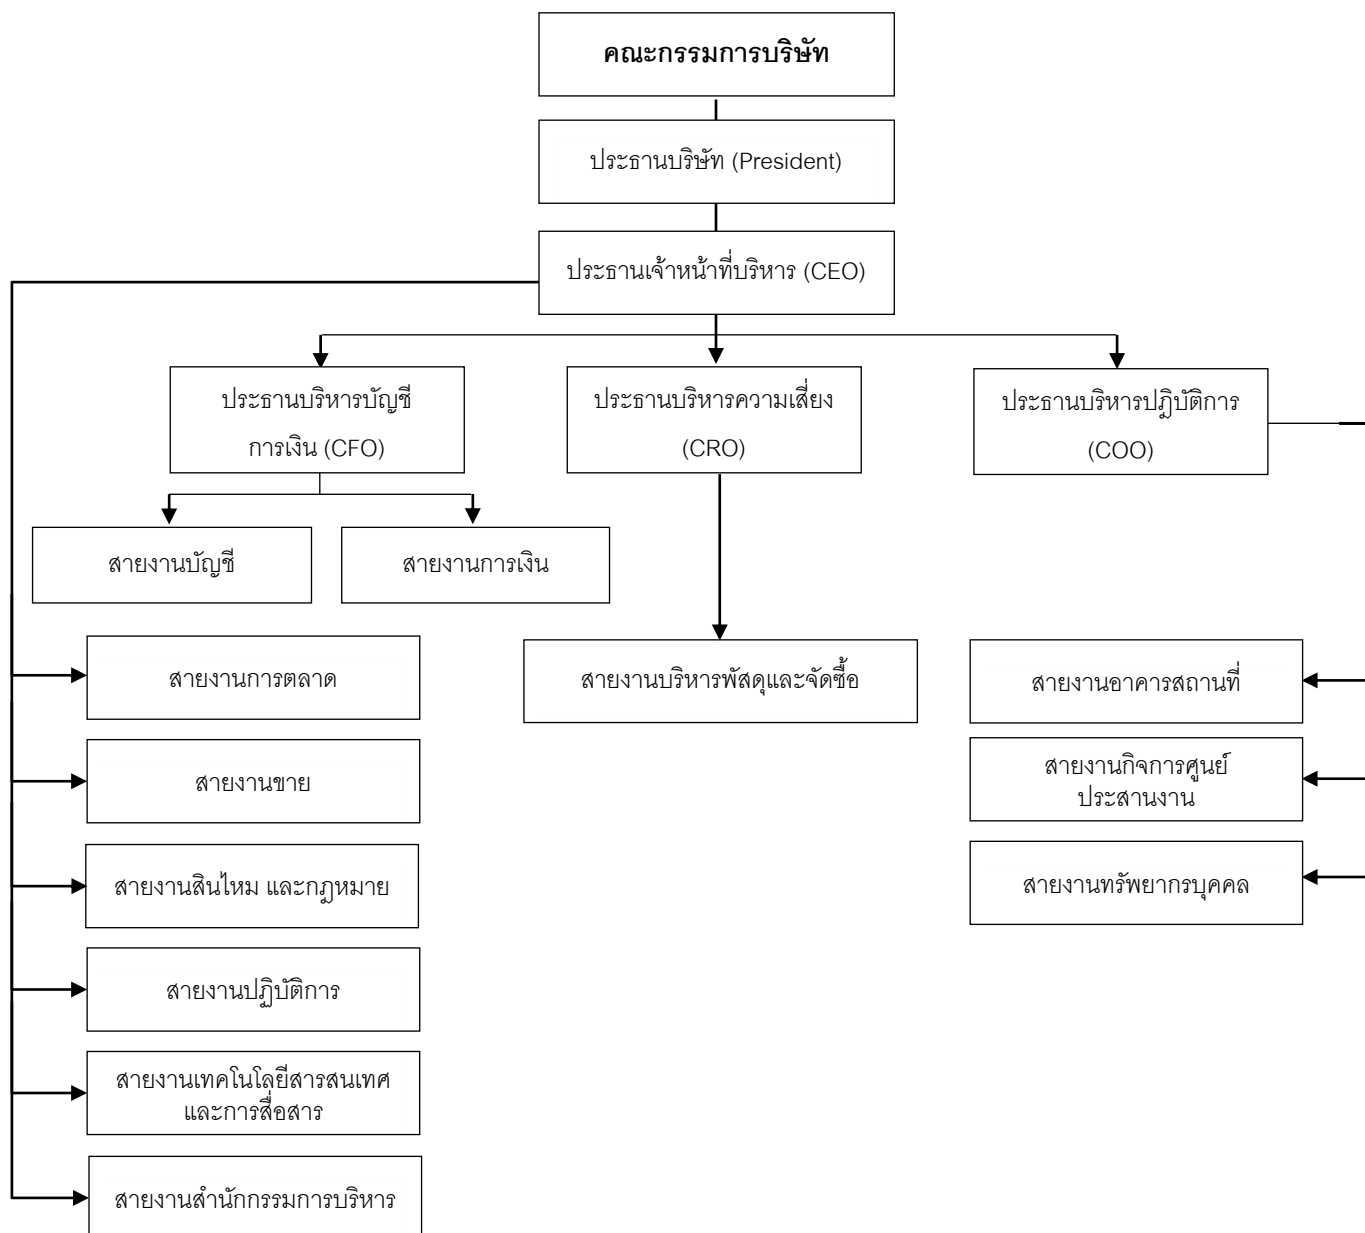 คณะกรรมการบริษัท
ประธานบริษัท (President)
ประธานเจ้าหน้าที่บริหาร (CEO)
ประธานบริหารบัญชี
การเงิน (CFO)
ประธานบริหารความเสี่ยง
(CRO)
ประธานบริหารปฏิบัติการ
(COO)
สายงานบัญชี
สายงานการเงิน
สายงานการตลาด
สายงานบริหารพัสดุและจัดซื้อ
สายงานอาคารสถานที่
สายงานขาย
สายงานกิจการศูนย์
ประสานงาน
สายงานสินไหม และกฎหมาย
สายงานทรัพยากรบุคคล
สายงานปฏิบัติการ
สายงานเทคโนโลยีสารสนเทศ
และการสื่อสาร
สายงานสำนักกรรมการบริหาร